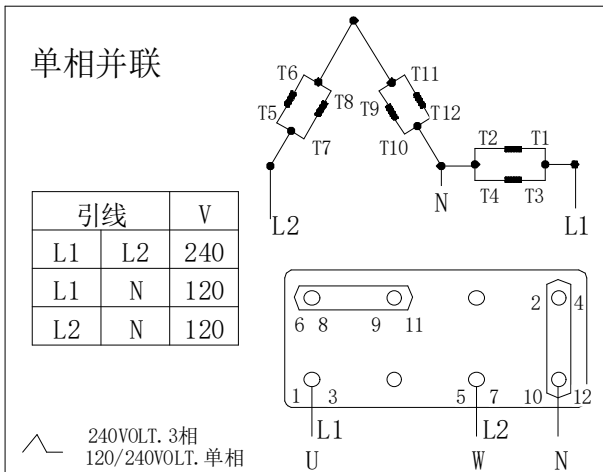 单相并联
T6
T8
T5
T7
T11
T9
T12
T10
T2
T1
T4
T3
L2
N
L1
引线 V
L1 L2 240
L1 N 120
L2 N 120
6 8 9 11 2 4
1 3 5 7 10 12
L1 L2
U W N
240VOLT.3相
120/240VOLT.单相